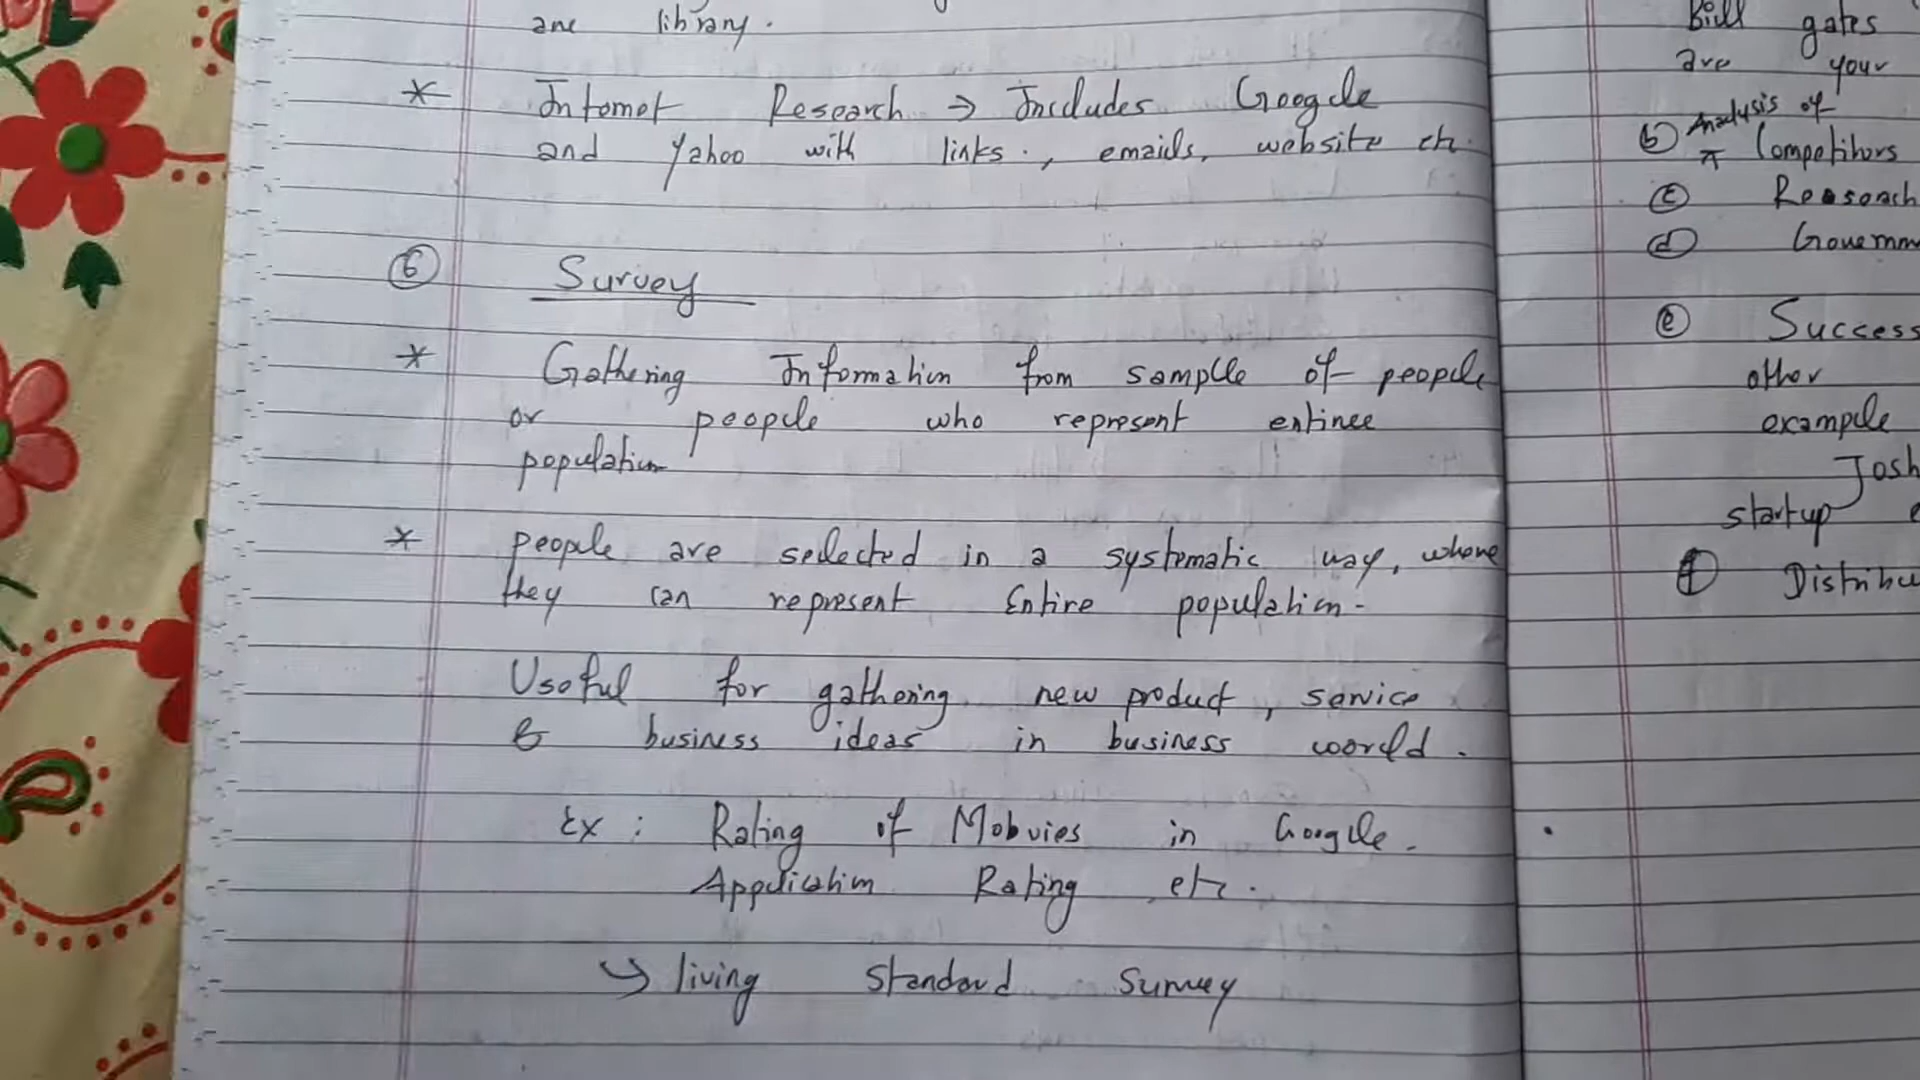 are library.
* Internet Research → Includes Google
and Yahoo with links., emails, website etc.
⑥ Survey
* Gathering Information from sample of people
or people who represent entiree
population
* people are selected in a systematic way, where
they can represent Entire population.
Useful for gathering new product, service
& business ideas in business world.
Ex: Rating of Mobvies in Google.
Application Rating etc.
↳ living Standard Survey
Bill gates
are your
ⓑ Analysis of
Competitors
ⓒ Research
ⓓ Governm
ⓔ Success
other
example
Josh
startup
ⓕ Distribu